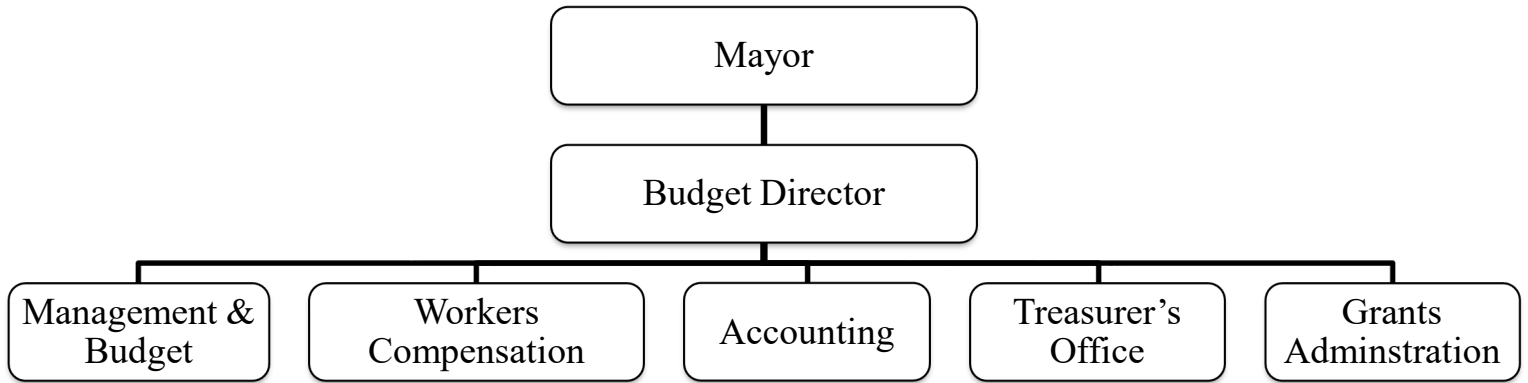 Mayor
Budget Director
Management &
Budget
Workers
Compensation
Accounting
Treasurer’s
Office
Grants
Adminstration